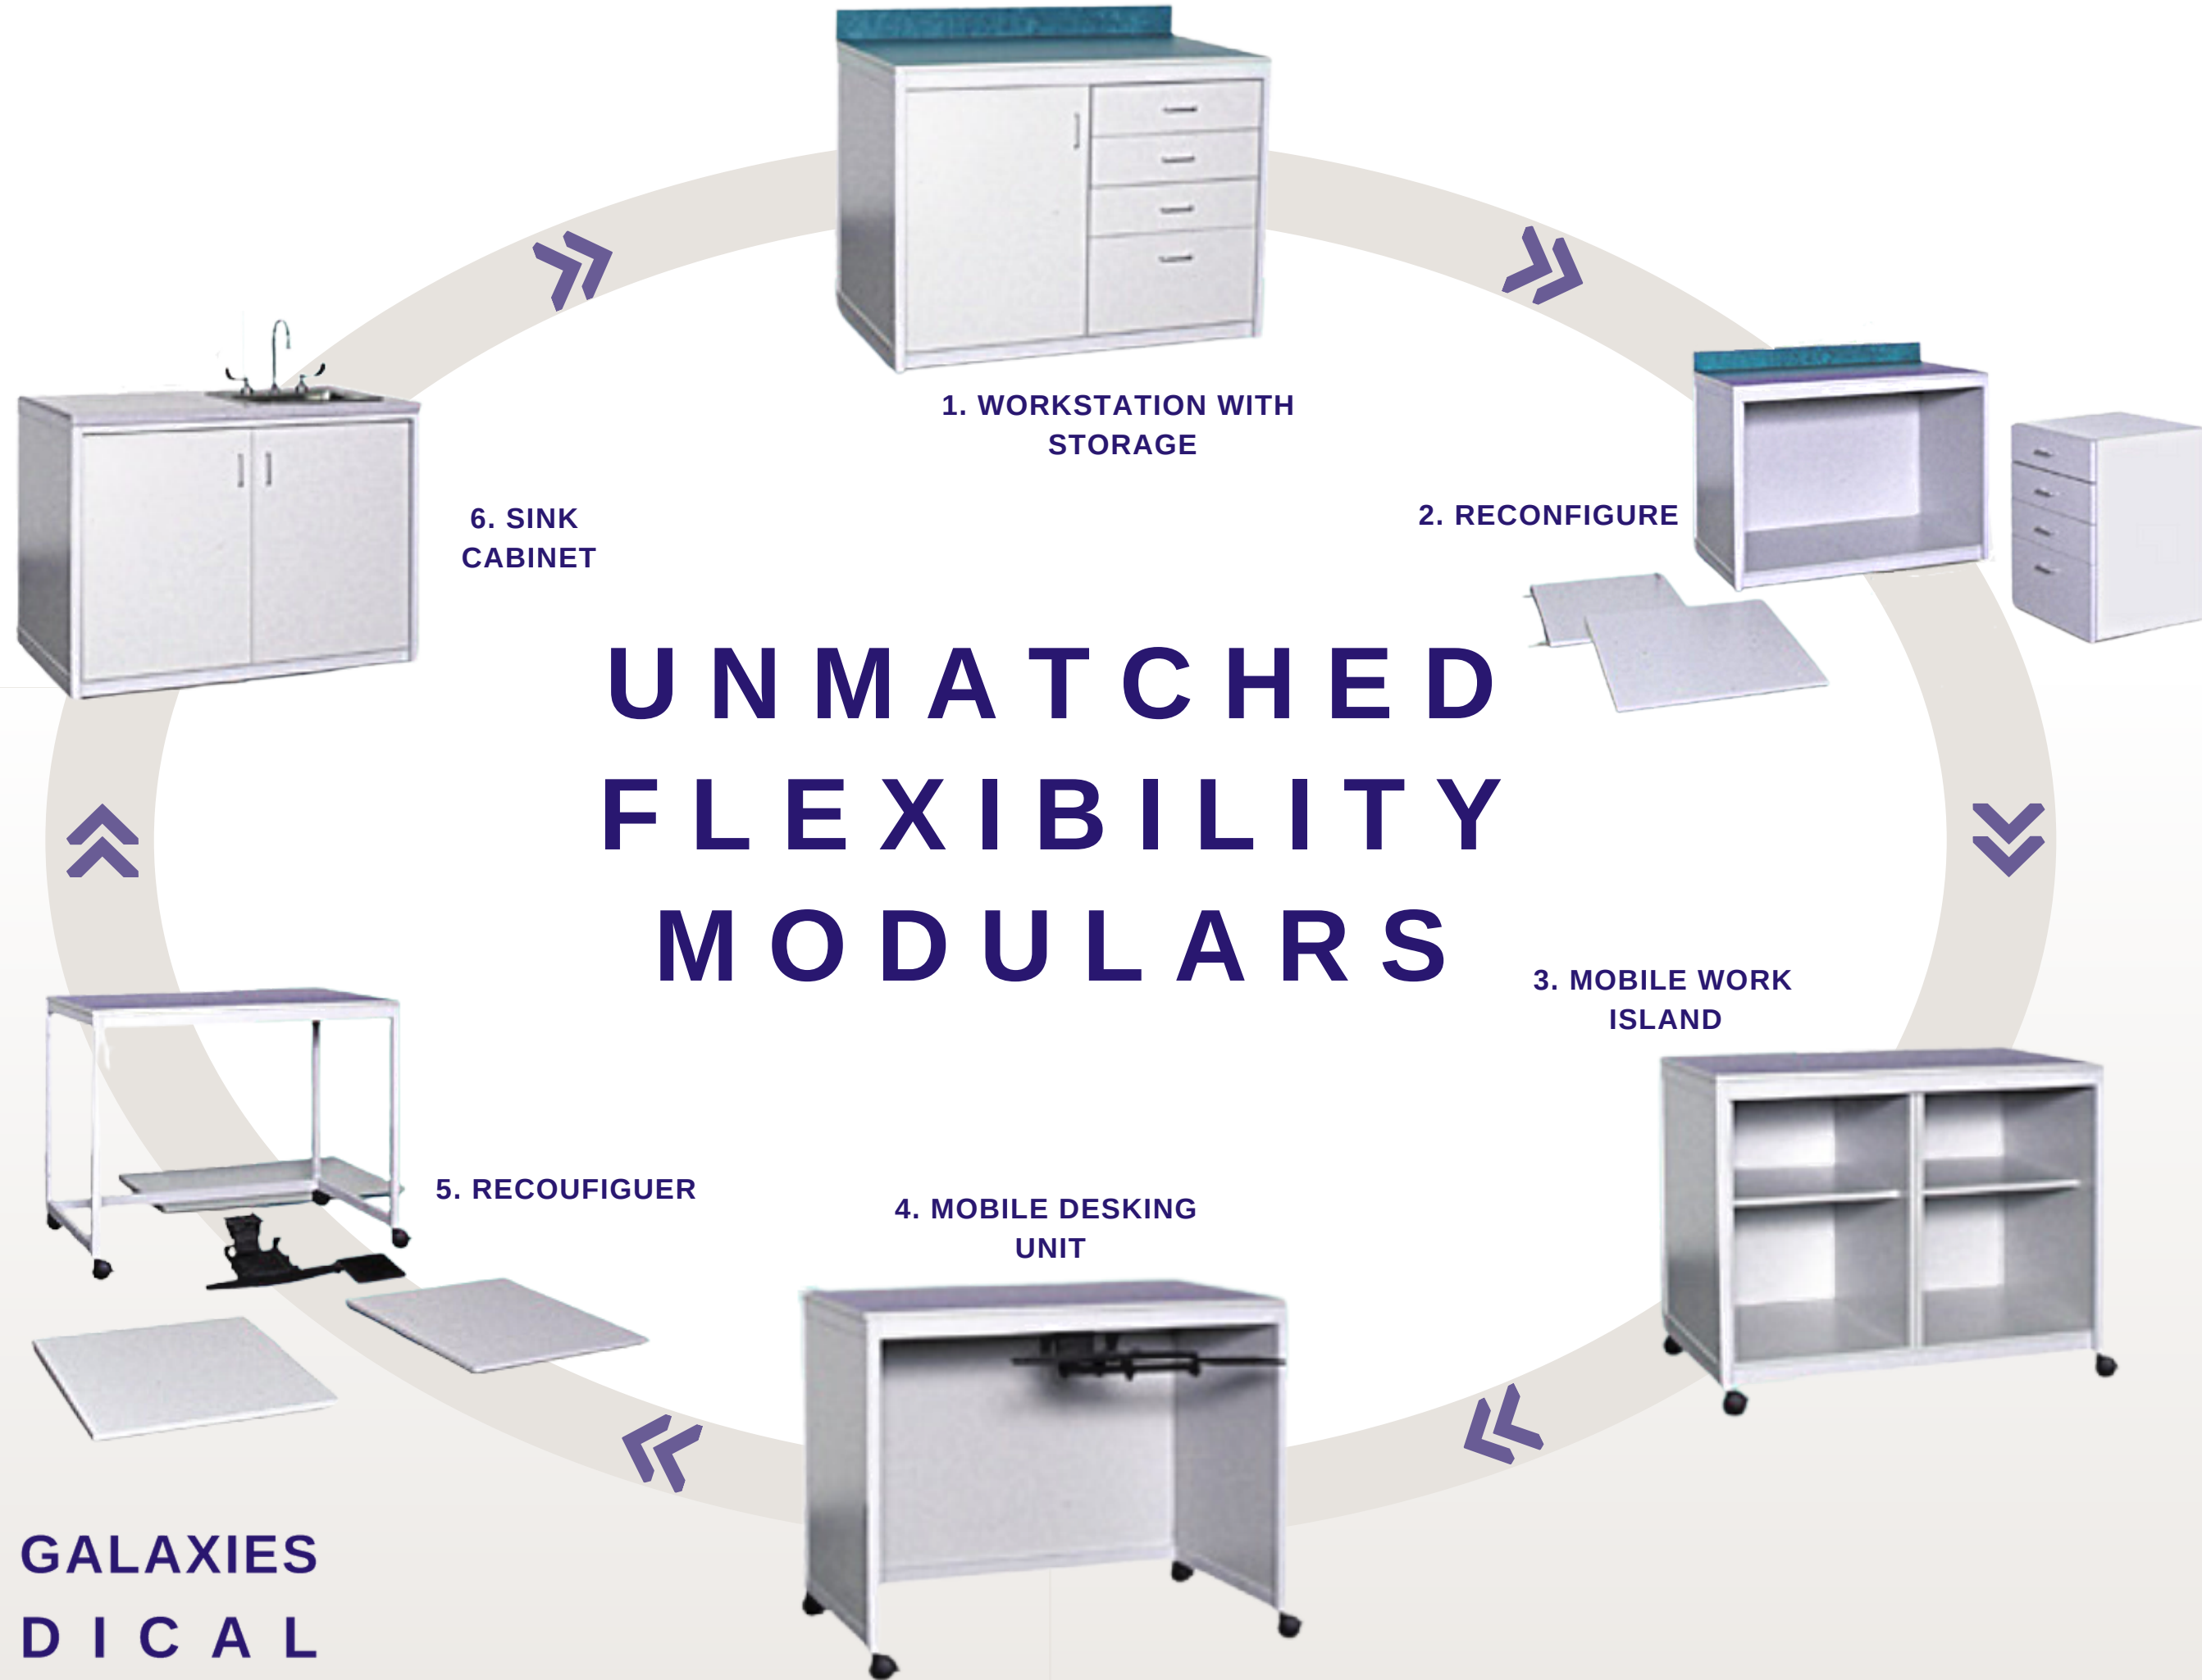 1. WORKSTATION WITH
STORAGE
2. RECONFIGURE
6. SINK
CABINET
UNMATCHED
FLEXIBILITY
MODULARS
3. MOBILE WORK
ISLAND
5. RECOUFIGUER
4. MOBILE DESKING
UNIT
GALAXIES
DICAL